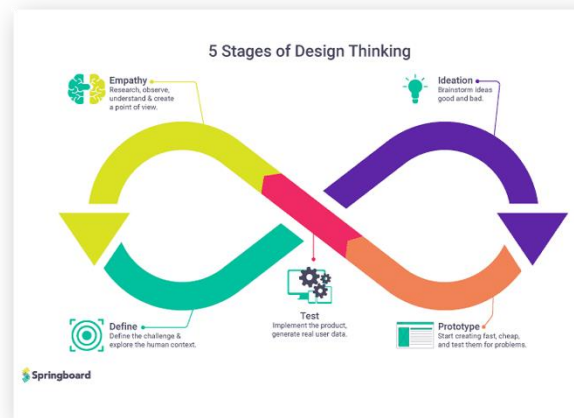 5 Stages of Design Thinking
Empathy
Research, observe,
understand & create
a point of view.
Ideation
Brainstorm ideas
good and bad.
Define
Define the challenge &
explore the human context.
Test
Implement the product,
generate real user data.
Prototype
Start creating fast, cheap,
and test them for problems.
Springboard